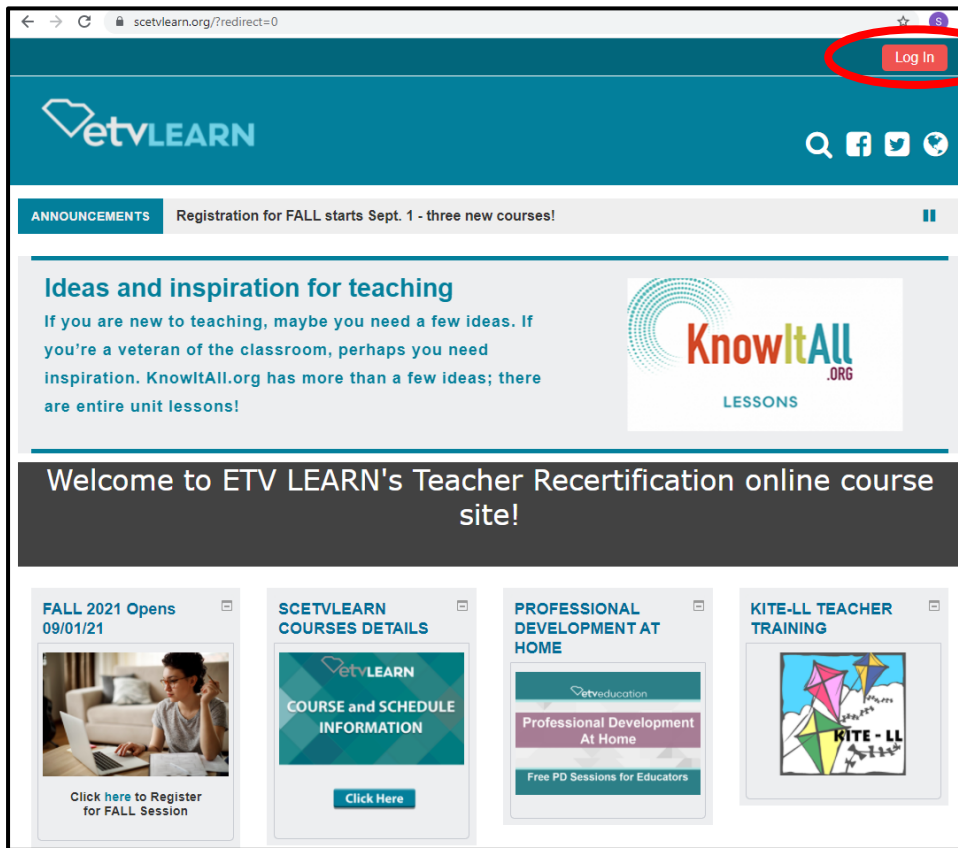 scetvlearn.org/?redirect=0
S
Log In
etvLEARN
ANNOUNCEMENTS Registration for FALL starts Sept. 1 - three new courses!
Ideas and inspiration for teaching
If you are new to teaching, maybe you need a few ideas. If
you're a veteran of the classroom, perhaps you need
inspiration. KnowItAll.org has more than a few ideas; there
are entire unit lessons!
KnowItAll
.ORG
LESSONS
Welcome to ETV LEARN's Teacher Recertification online course
site!
FALL 2021 Opens
09/01/21
Click here to Register
for FALL Session
SCETVLEARN
COURSES DETAILS
etvLEARN
COURSE and SCHEDULE
INFORMATION
Click Here
PROFESSIONAL
DEVELOPMENT AT
HOME
etveducation
Professional Development
At Home
Free PD Sessions for Educators
KITE-LL TEACHER
TRAINING
KITE - LL